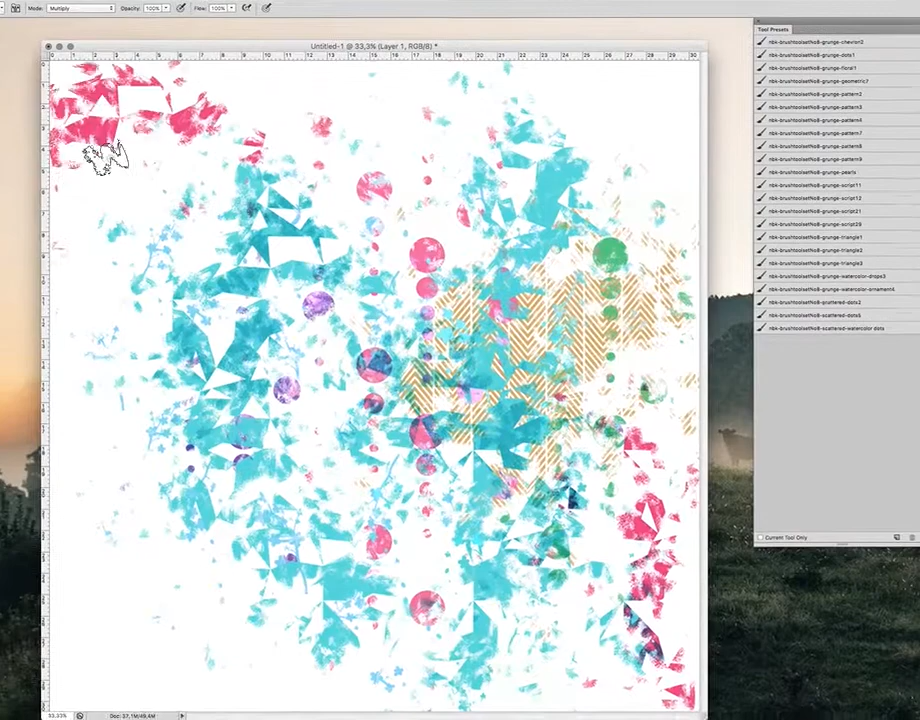 Mode: Multiply Opacity: 100% Flow: 100%
Untitled-1 @ 33,3% (Layer 1, RGB/8) *
Tool Presets
nbk-brushtoolsetNo8-grunge-chevron2
nbk-brushtoolsetNo8-grunge-dots1
nbk-brushtoolsetNo8-grunge-floral1
nbk-brushtoolsetNo8-grunge-geometric7
nbk-brushtoolsetNo8-grunge-pattern2
nbk-brushtoolsetNo8-grunge-pattern3
nbk-brushtoolsetNo8-grunge-pattern4
nbk-brushtoolsetNo8-grunge-pattern7
nbk-brushtoolsetNo8-grunge-pattern8
nbk-brushtoolsetNo8-grunge-pattern9
nbk-brushtoolsetNo8-grunge-pearls
nbk-brushtoolsetNo8-grunge-script11
nbk-brushtoolsetNo8-grunge-script12
nbk-brushtoolsetNo8-grunge-script21
nbk-brushtoolsetNo8-grunge-script29
nbk-brushtoolsetNo8-grunge-triangle1
nbk-brushtoolsetNo8-grunge-triangle2
nbk-brushtoolsetNo8-grunge-triangle3
nbk-brushtoolsetNo8-grunge-watercolor-drops3
nbk-brushtoolsetNo8-grunge-watercolor-ornament4
nbk-brushtoolsetNo8-scattered-dots2
nbk-brushtoolsetNo8-scattered-dots5
nbk-brushtoolsetNo8-scattered-watercolor dots
Current Tool Only
33,33% Doc: 37,1M/49,4M